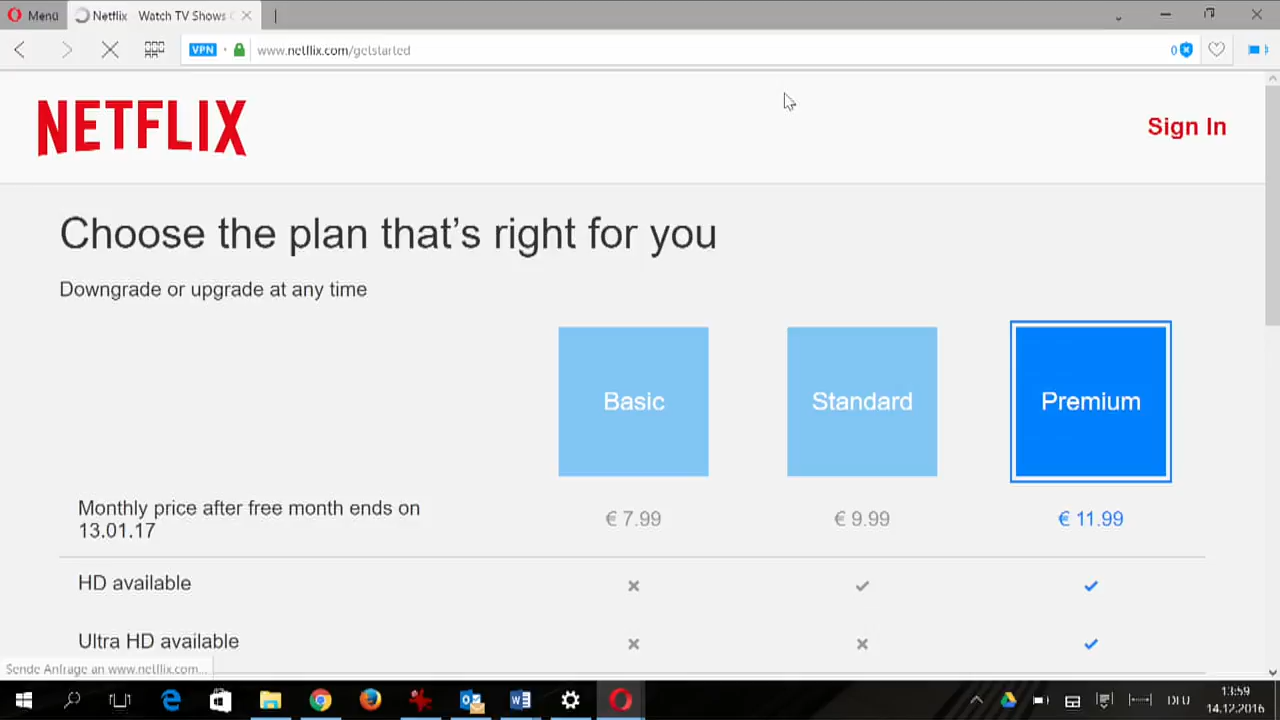 Menü
Netflix Watch TV Shows
VPN
www.netflix.com/getstarted
0
NETFLIX
Sign In
Choose the plan that’s right for you
Downgrade or upgrade at any time
Basic
Standard
Premium
Monthly price after free month ends on
13.01.17
€ 7.99
€ 9.99
€ 11.99
HD available
Ultra HD available
Sende Anfrage an www.netflix.com...
DEU
13:59
14.12.2016